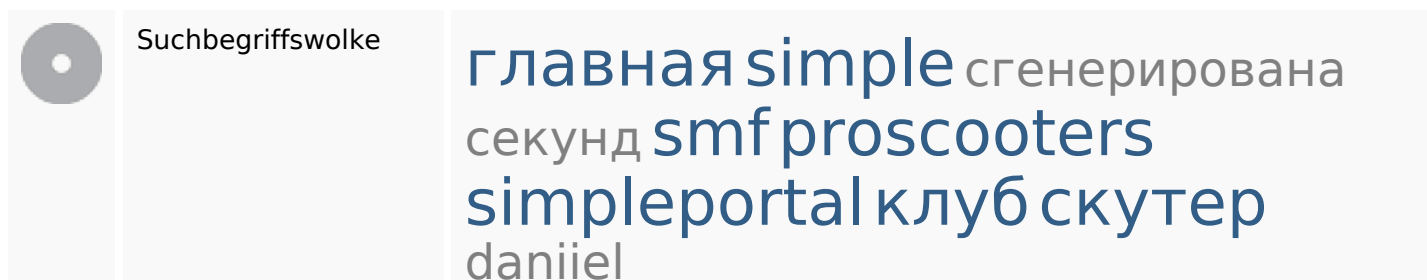 Suchbegriffswolke
главная simple сгенерирована
секунд smf proscooters
simpleportal клуб скутер
daniiel